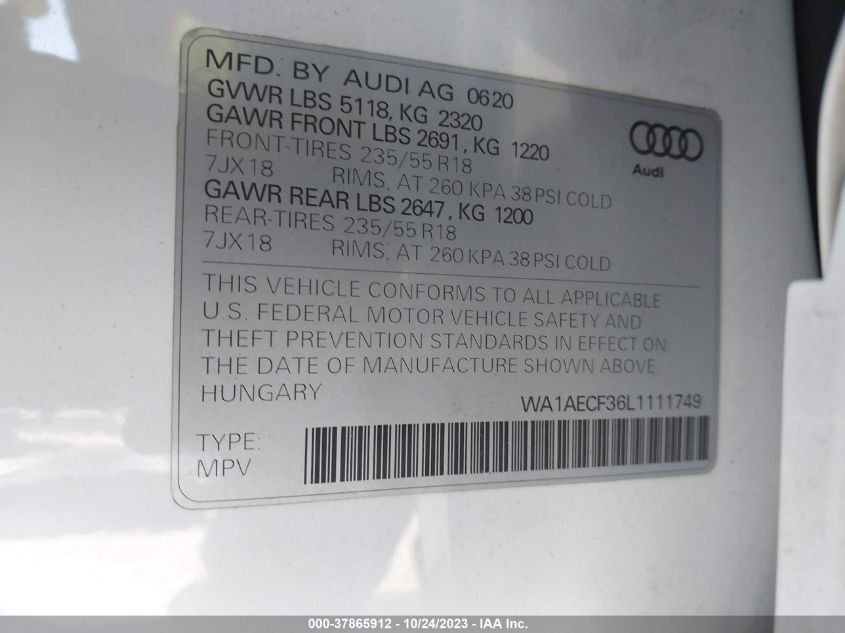 MFD. BY AUDI AG 0620
GVWR LBS 5118, KG 2320
GAWR FRONT LBS 2691, KG 1220
FRONT-TIRES 235/55 R18
7JX18 RIMS, AT 260 KPA 38 PSI COLD
GAWR REAR LBS 2647, KG 1200
REAR-TIRES 235/55 R18
7JX18 RIMS, AT 260 KPA 38 PSI COLD
Audi
THIS VEHICLE CONFORMS TO ALL APPLICABLE
U.S. FEDERAL MOTOR VEHICLE SAFETY AND
THEFT PREVENTION STANDARDS IN EFFECT ON
THE DATE OF MANUFACTURE SHOWN ABOVE
HUNGARY
WA1AECF36L1111749
TYPE:
MPV
000-37865912 - 10/24/2023 - IAA Inc.